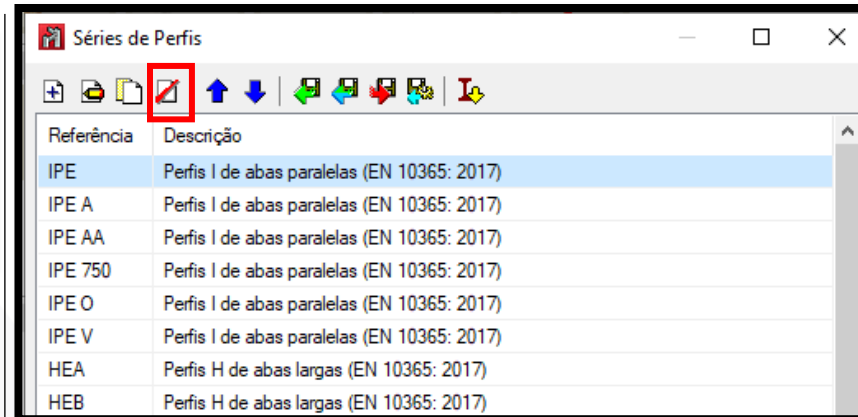 Séries de Perfis
Referência Descrição
IPE Perfis I de abas paralelas (EN 10365: 2017)
IPE A Perfis I de abas paralelas (EN 10365: 2017)
IPE AA Perfis I de abas paralelas (EN 10365: 2017)
IPE 750 Perfis I de abas paralelas (EN 10365: 2017)
IPE O Perfis I de abas paralelas (EN 10365: 2017)
IPE V Perfis I de abas paralelas (EN 10365: 2017)
HEA Perfis H de abas largas (EN 10365: 2017)
HEB Perfis H de abas largas (EN 10365: 2017)